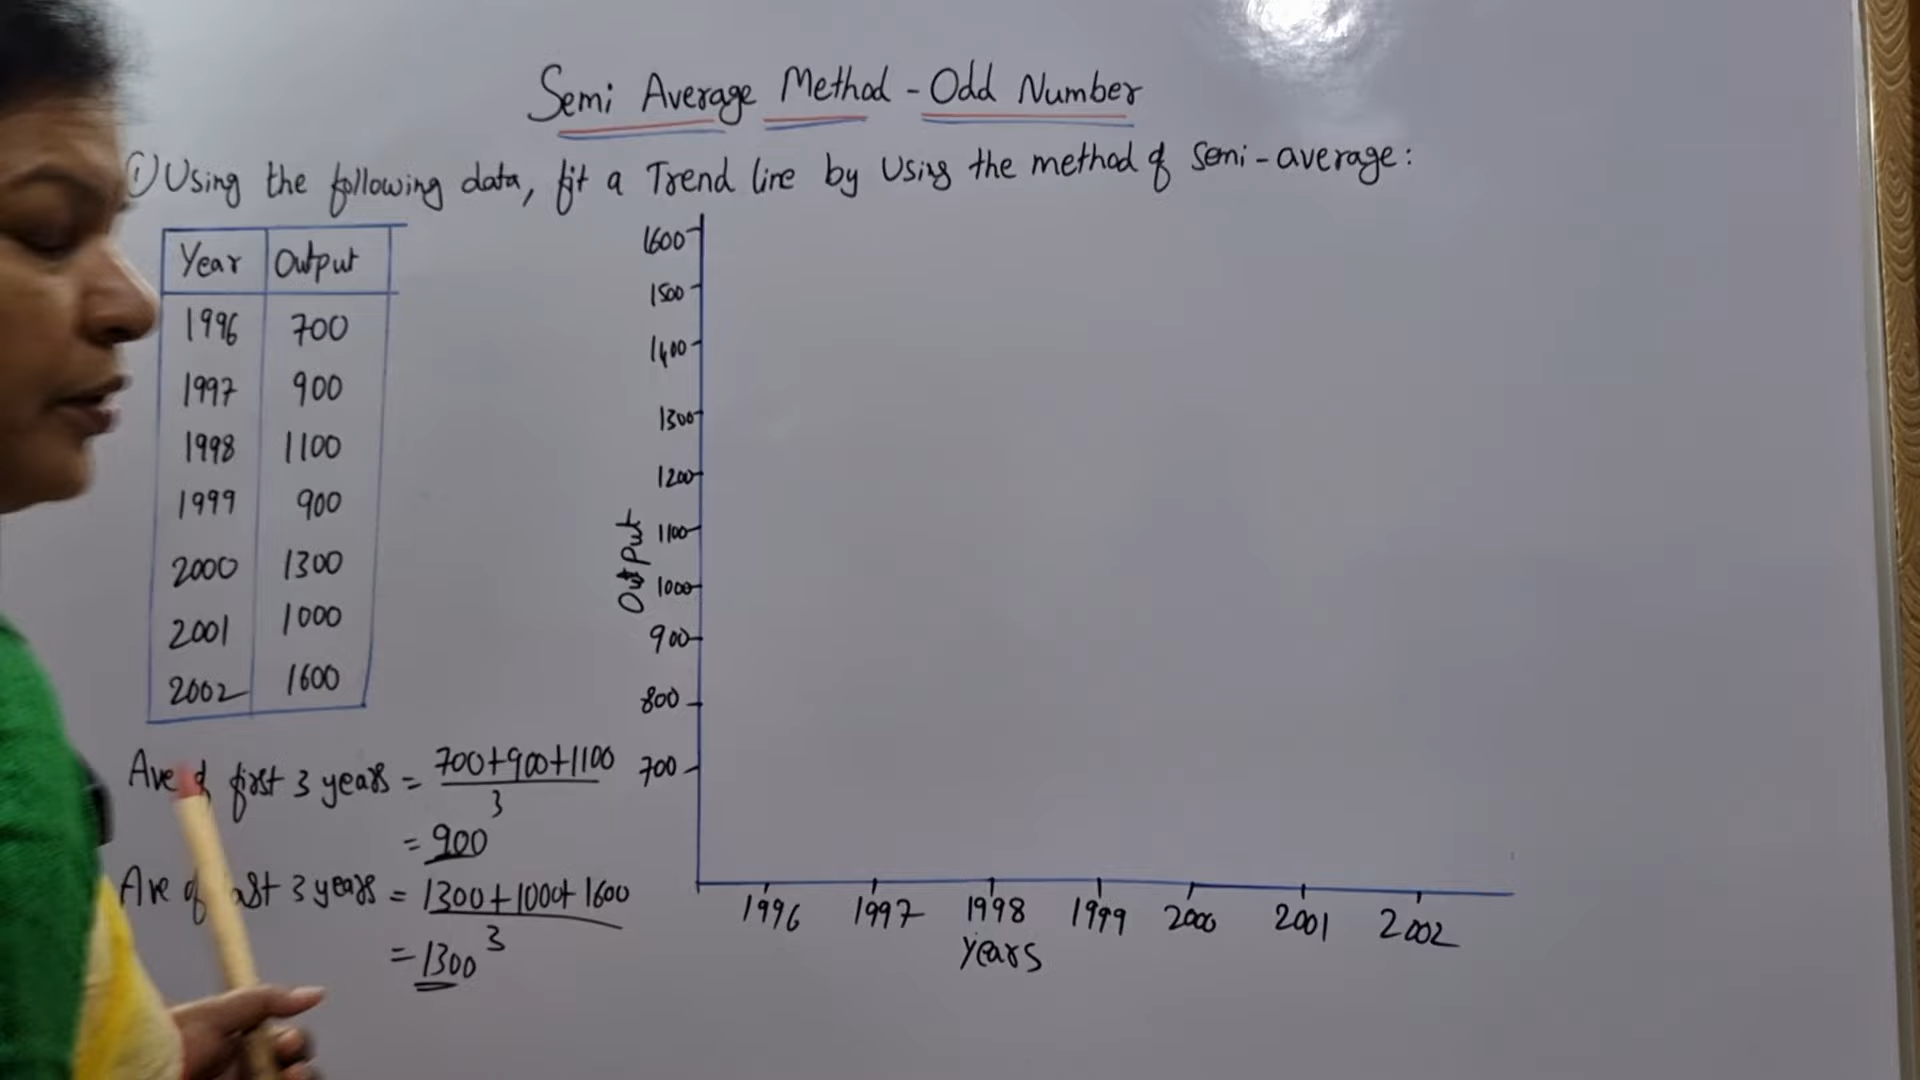 Semi Average Method - Odd Number
① Using the following data, fit a Trend line by Using the method of Semi-average:
Year Output
1996 700
1997 900
1998 1100
1999 900
2000 1300
2001 1000
2002 1600
Ave of first 3 years = 700+900+1100
3
= 900
Ave of last 3 years = 1300+1000+1600
3
= 1300
1600
1500
1400
1300
1200
1100
1000
900
800
700
Output
1996 1997 1998 1999 2000 2001 2002
years